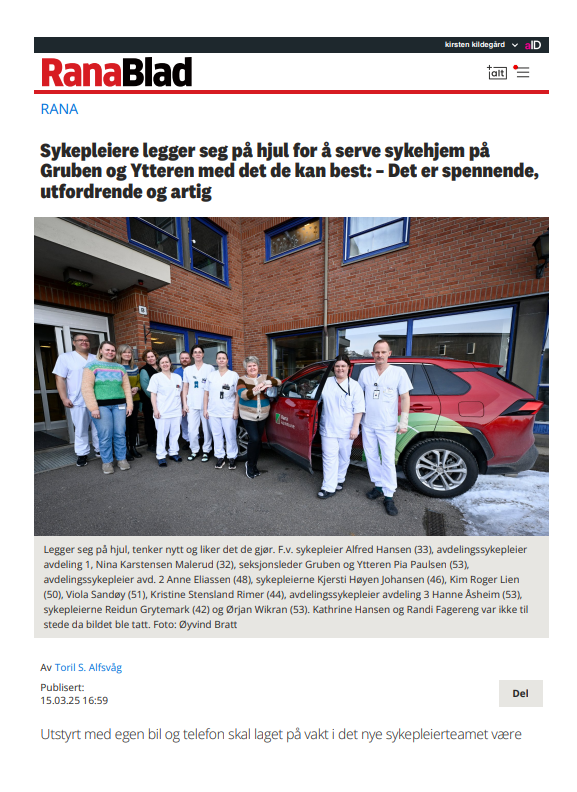 kirsten kildegård
aID
RanaBlad
+alt
RANA
Sykepleiere legger seg på hjul for å serve sykehjem på
Gruben og Ytteren med det de kan best: – Det er spennende,
utfordrende og artig
Legger seg på hjul, tenker nytt og liker det de gjør. F.v. sykepleier Alfred Hansen (33), avdelingssykepleier
avdeling 1, Nina Karstensen Malerud (32), seksjonsleder Gruben og Ytteren Pia Paulsen (53),
avdelingssykepleier avd. 2 Anne Eliassen (48), sykepleierne Kjersti Høyen Johansen (46), Kim Roger Lien
(50), Viola Sandøy (51), Kristine Stensland Rimer (44), avdelingssykepleier avdeling 3 Hanne Åsheim (53),
sykepleierne Reidun Grytemark (42) og Ørjan Wikran (53). Kathrine Hansen og Randi Fagereng var ikke til
stede da bildet ble tatt. Foto: Øyvind Bratt
Av Toril S. Alfsvåg
Publisert:
15.03.25 16:59
Del
Utstyrt med egen bil og telefon skal laget på vakt i det nye sykepleierteamet være